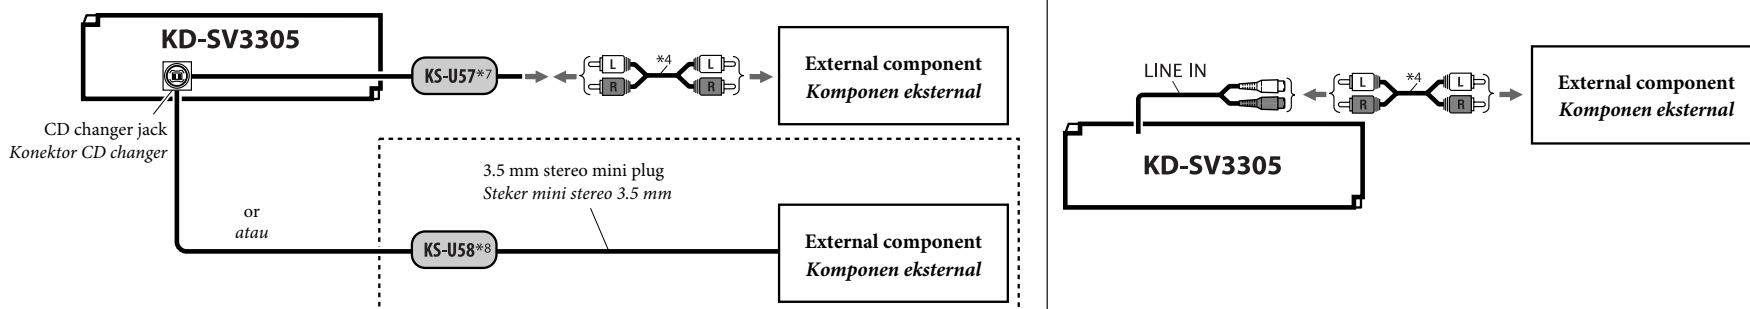 KD-SV3305
CD changer jack
Konektor CD changer
KS-U57*7
L
R
*4
L
R
External component
Komponen eksternal
or
atau
3.5 mm stereo mini plug
Steker mini stereo 3.5 mm
KS-U58*8
External component
Komponen eksternal
LINE IN
KD-SV3305
L
R
*4
L
R
External component
Komponen eksternal